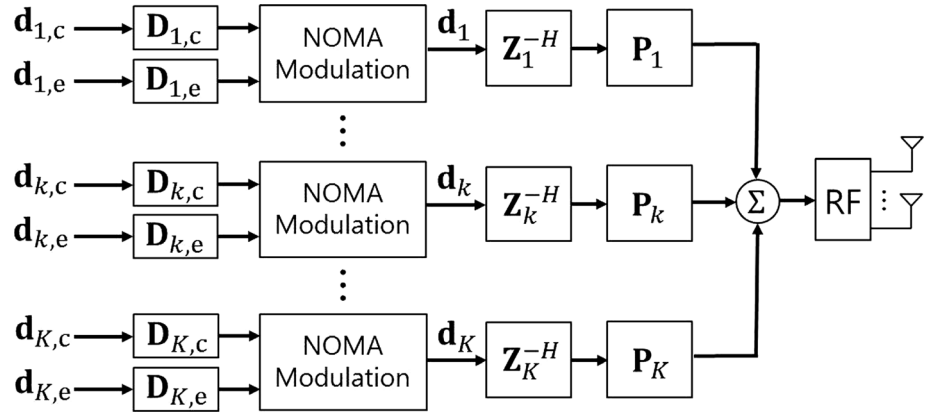 d1,c D1,c NOMA Modulation d1 Z1^-H P1
d1,e D1,e
⋮
dk,c Dk,c NOMA Modulation dk Zk^-H Pk Σ RF ⋮
dk,e Dk,e
⋮
dK,c DK,c NOMA Modulation dK ZK^-H PK
dK,e DK,e